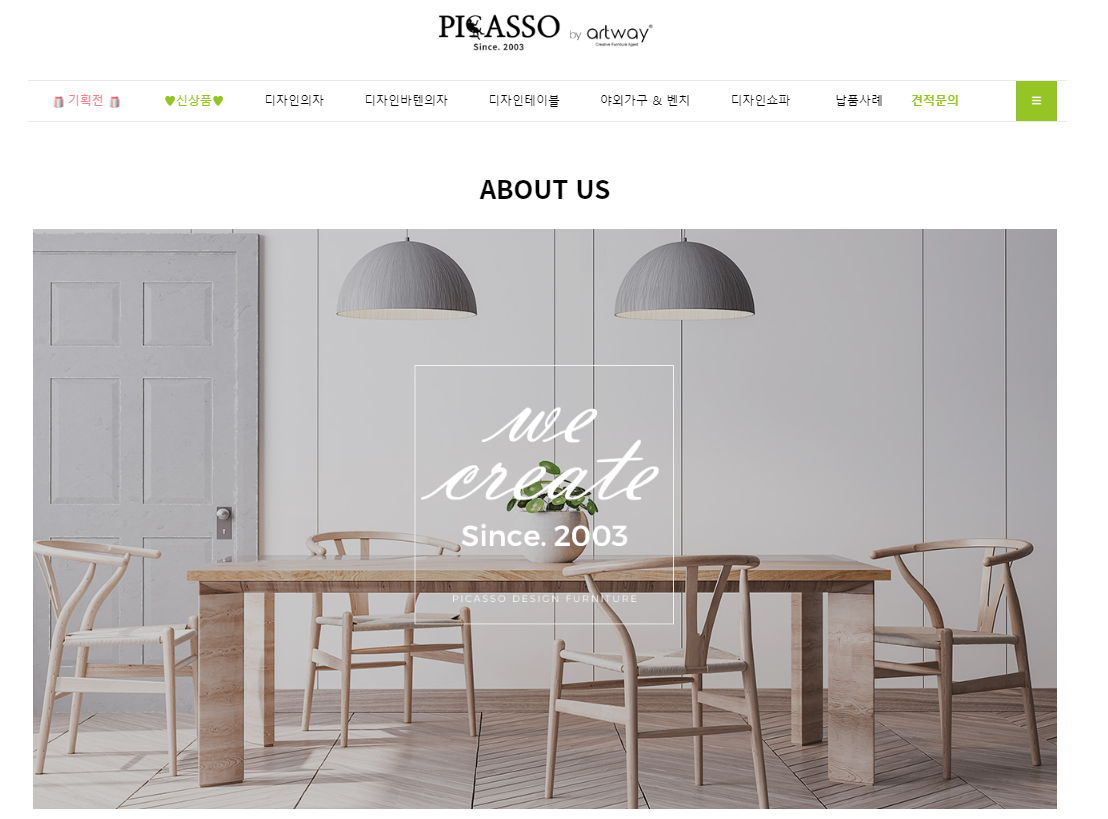 PICASSO by artway®
Since. 2003 Creative Furniture Agent
기획전 ♥신상품♥ 디자인의자 디자인바텐의자 디자인테이블 야외가구 & 벤치 디자인쇼파 납품사례 견적문의
ABOUT US
we
create
Since. 2003
PICASSO DESIGN FURNITURE